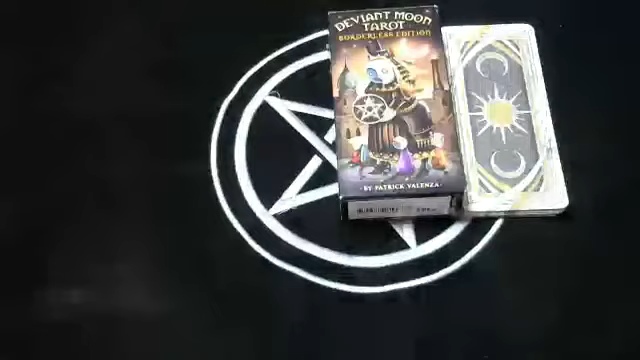 DEVIANT MOON
TAROT
BORDERLESS EDITION
· BY PATRICK VALENZA ·